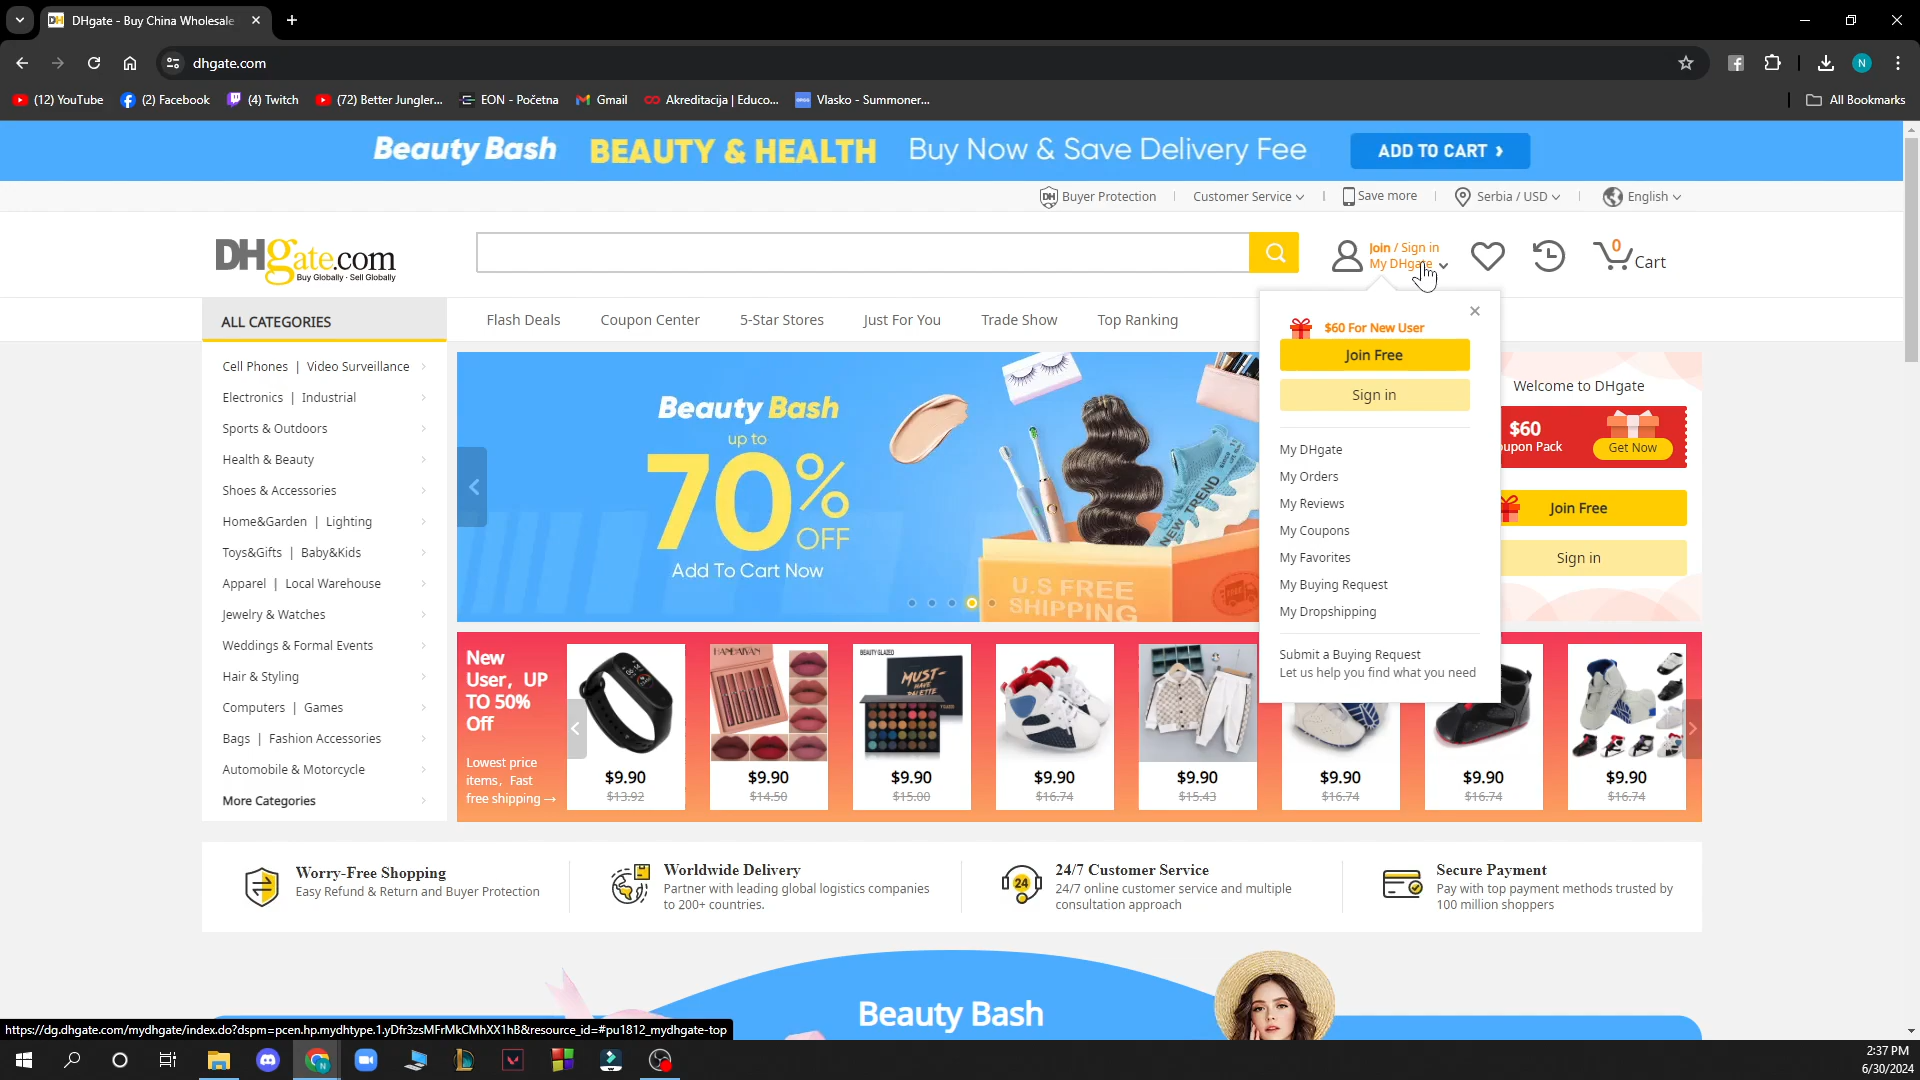 DHgate - Buy China Wholesale
dhgate.com
N
(12) YouTube
(2) Facebook
(4) Twitch
(72) Better Jungler...
EON - Početna
Gmail
Akreditacija | Educo...
Vlasko - Summoner...
All Bookmarks
Beauty Bash BEAUTY & HEALTH Buy Now & Save Delivery Fee ADD TO CART ›
Buyer Protection
Customer Service
Save more
Serbia / USD
English
DHgate.com
Buy Globally · Sell Globally
Join / Sign in
My DHgate
0
Cart
ALL CATEGORIES
Flash Deals
Coupon Center
5-Star Stores
Just For You
Trade Show
Top Ranking
Cell Phones | Video Surveillance
Electronics | Industrial
Sports & Outdoors
Health & Beauty
Shoes & Accessories
Home&Garden | Lighting
Toys&Gifts | Baby&Kids
Apparel | Local Warehouse
Jewelry & Watches
Weddings & Formal Events
Hair & Styling
Computers | Games
Bags | Fashion Accessories
Automobile & Motorcycle
More Categories
Beauty Bash
up to
70%
OFF
Add To Cart Now
NEW TREND
U.S FREE
SHIPPING
$60 For New User
Join Free
Sign in
My DHgate
My Orders
My Reviews
My Coupons
My Favorites
My Buying Request
My Dropshipping
Submit a Buying Request
Let us help you find what you need
Welcome to DHgate
$60
upon Pack
Get Now
Join Free
Sign in
New
User，UP
TO 50%
Off
Lowest price
items，Fast
free shipping→
HANDAIYAN
BEAUTY GLAZED
MUST-
HAVE
PALETTE
$9.90
$13.92
$9.90
$14.50
$9.90
$15.00
$9.90
$16.74
$9.90
$15.43
$9.90
$16.74
$9.90
$16.74
$9.90
$16.74
Worry-Free Shopping
Easy Refund & Return and Buyer Protection
Worldwide Delivery
Partner with leading global logistics companies
to 200+ countries.
24
24/7 Customer Service
24/7 online customer service and multiple
consultation approach
Secure Payment
Pay with top payment methods trusted by
100 million shoppers
Beauty Bash
https://dg.dhgate.com/mydhgate/index.do?dspm=pcen.hp.mydhtype.1.yDfr3zsMFrMkCMhXX1hB&resource_id=#pu1812_mydhgate-top
2:37 PM
6/30/2024